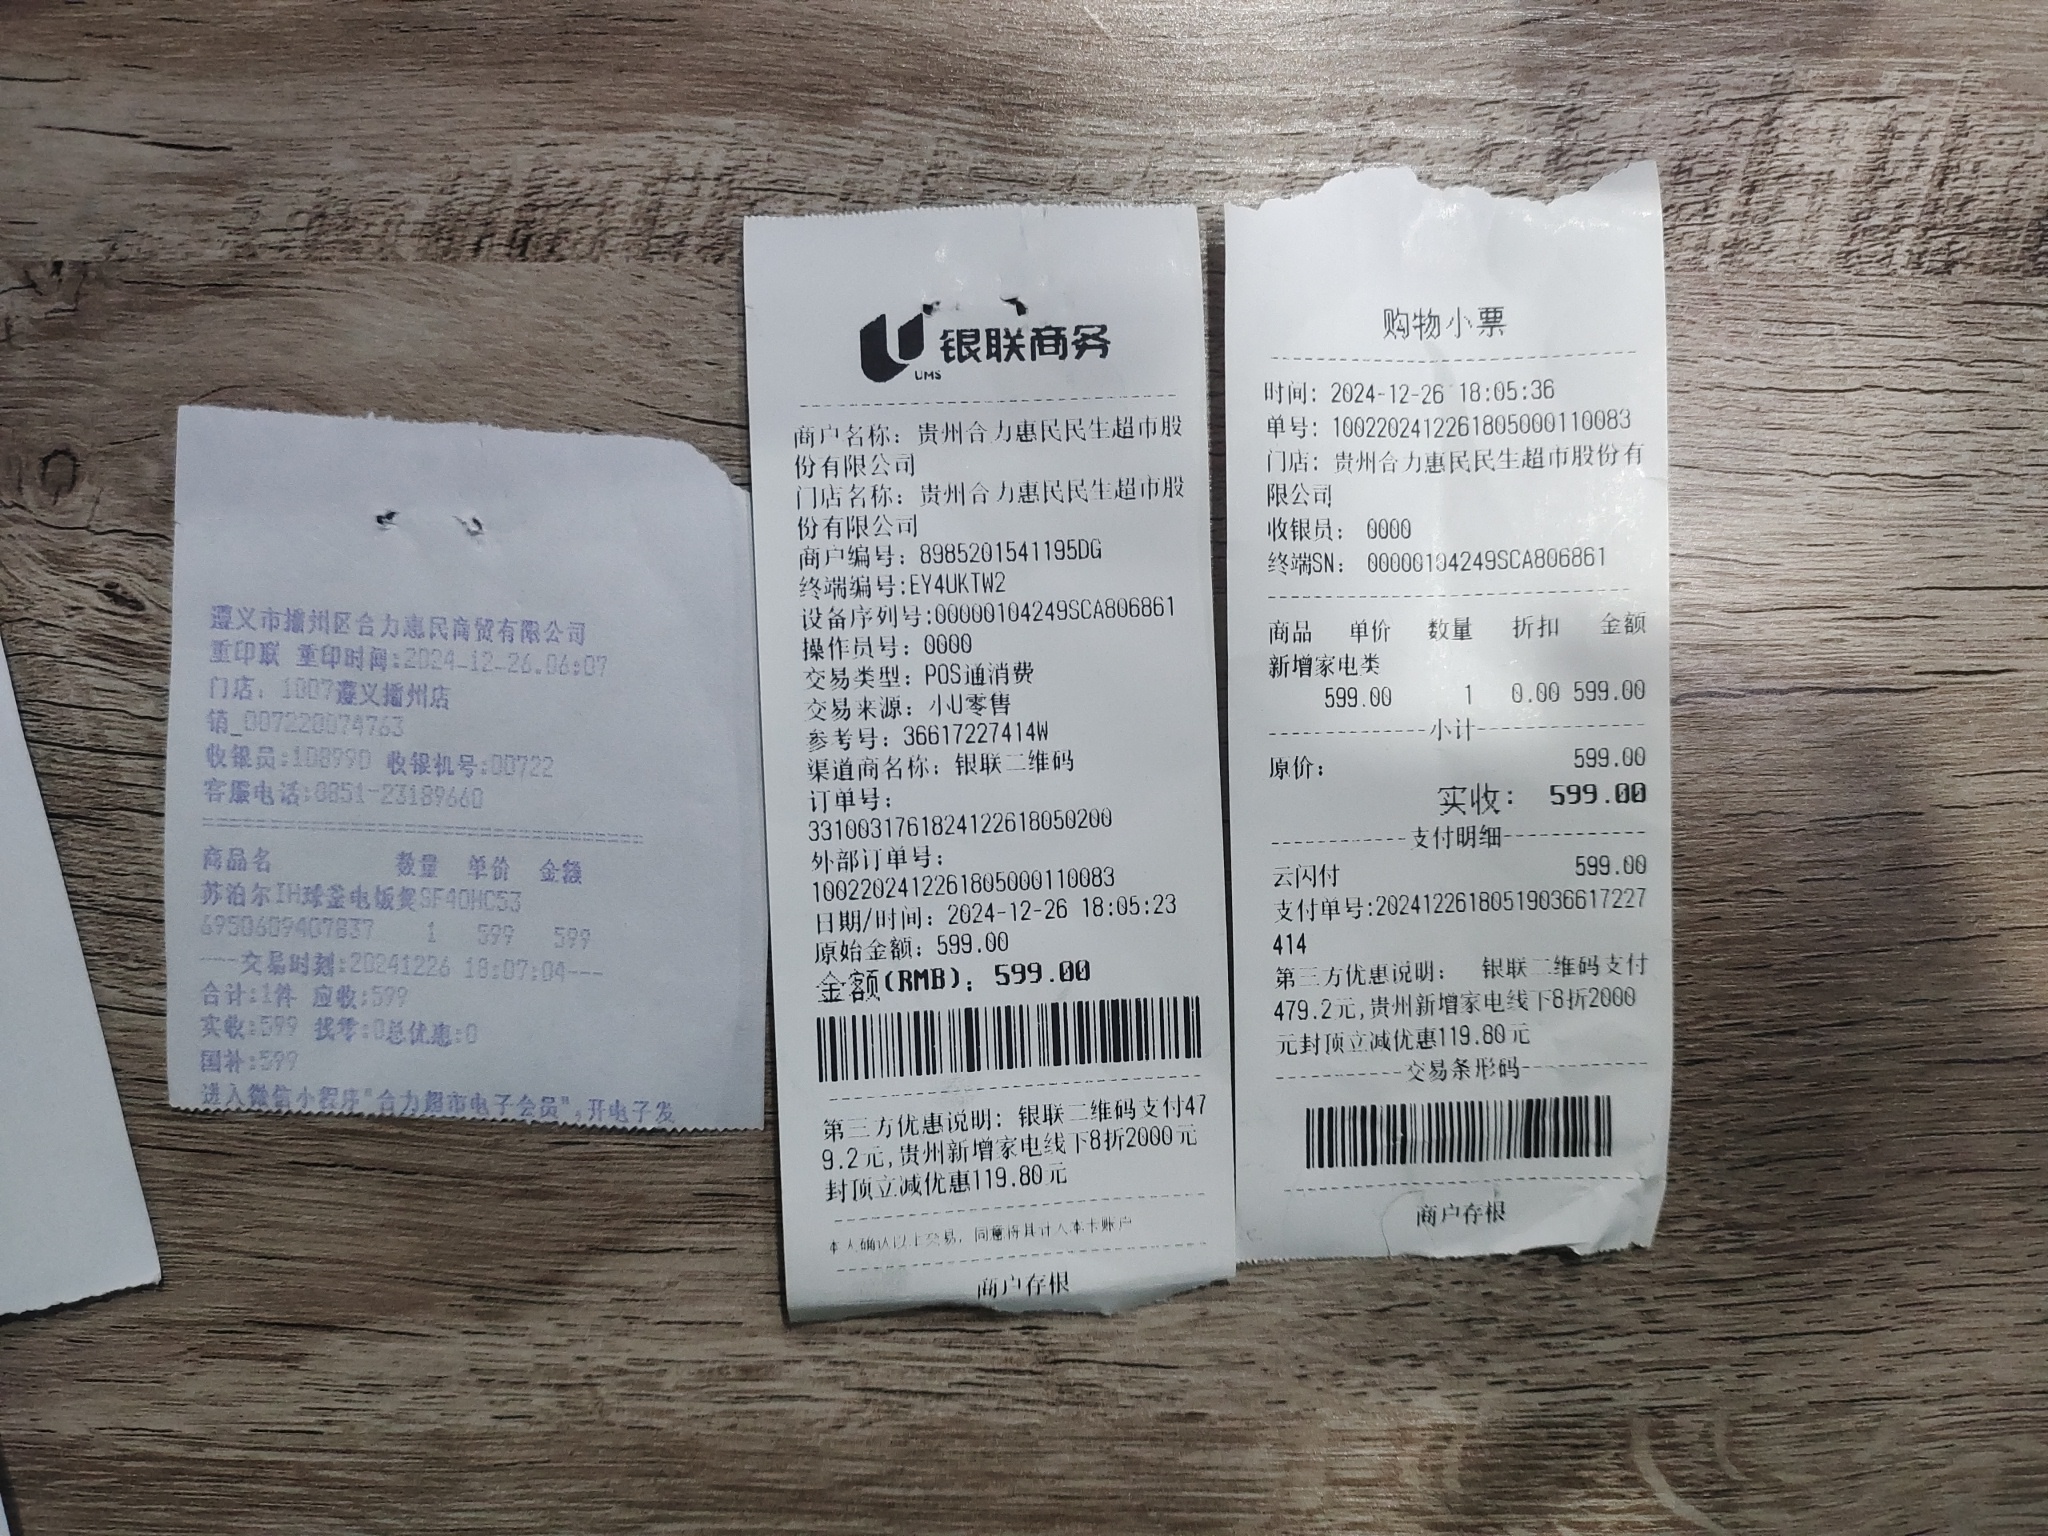 遵义市播州区合力惠民商贸有限公司
重印联 重印时间:2024-12-26.06:07
门店: 1007遵义播州店
销_007220074763
收银员:108990 收银机号:00722
客服电话:0851-23189660
商品名 数量 单价 金额
苏泊尔IH球釜电饭煲SF40HC53
6950609407837 1 599 599
---交易时刻:20241226 18:07:04---
合计:1件 应收:599
实收:599 找零:0总优惠:0
国补:599
进入微信小程序"合力超市电子会员",开电子发
银联商务
UMS
商户名称: 贵州合力惠民民生超市股
份有限公司
门店名称: 贵州合力惠民民生超市股
份有限公司
商户编号: 8985201541195DG
终端编号:EY4UKTW2
设备序列号:00000104249SCA806861
操作员号: 0000
交易类型: POS通消费
交易来源: 小U零售
参考号: 36617227414W
渠道商名称: 银联二维码
订单号:
3310031761824122618050200
外部订单号:
10022024122618050001​10083
日期/时间: 2024-12-26 18:05:23
原始金额: 599.00
金额(RMB): 599.00
第三方优惠说明: 银联二维码支付47
9.2元,贵州新增家电线下8折2000元
封顶立减优惠119.80元
本人确认以上交易, 同意将其计入本卡账户
商户存根
购物小票
时间: 2024-12-26 18:05:36
单号: 1002202412261805000110083
门店: 贵州合力惠民民生超市股份有
限公司
收银员: 0000
终端SN: 00000104249SCA806861
商品 单价 数量 折扣 金额
新增家电类
599.00 1 0.00 599.00
小计
原价: 599.00
实收: 599.00
支付明细
云闪付 599.00
支付单号:20241226180519036617227
414
第三方优惠说明: 银联二维码支付
479.2元,贵州新增家电线下8折2000
元封顶立减优惠119.80元
交易条形码
商户存根